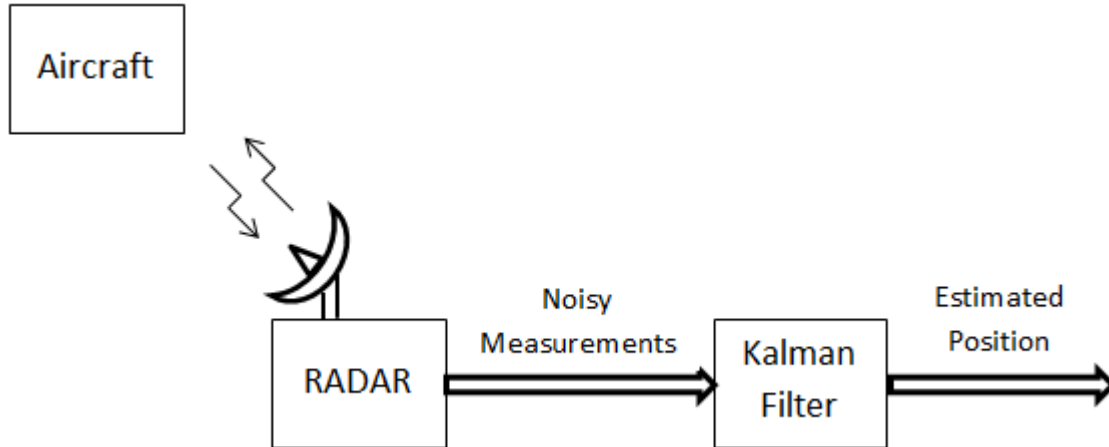 Aircraft
RADAR
Noisy
Measurements
Kalman
Filter
Estimated
Position